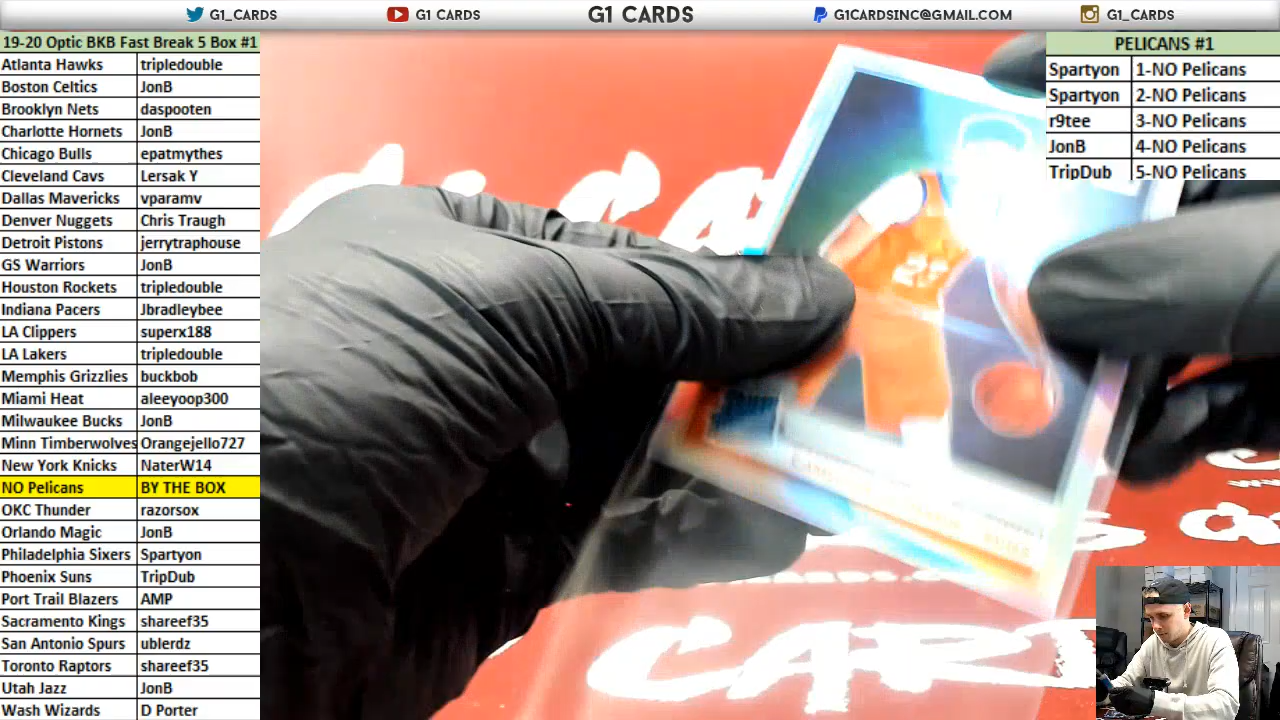 G1_CARDS
G1 CARDS
G1 CARDS
G1CARDSINC@GMAIL.COM
G1_CARDS
19-20 Optic BKB Fast Break 5 Box #1
Atlanta Hawks tripledouble
Boston Celtics JonB
Brooklyn Nets daspooten
Charlotte Hornets JonB
Chicago Bulls epatmythes
Cleveland Cavs Lersak Y
Dallas Mavericks vparamv
Denver Nuggets Chris Traugh
Detroit Pistons jerrytraphouse
GS Warriors JonB
Houston Rockets tripledouble
Indiana Pacers Jbradleybee
LA Clippers superx188
LA Lakers tripledouble
Memphis Grizzlies buckbob
Miami Heat aleeyoop300
Milwaukee Bucks JonB
Minn Timberwolves Orangejello727
New York Knicks NaterW14
NO Pelicans BY THE BOX
OKC Thunder razorsox
Orlando Magic JonB
Philadelphia Sixers Spartyon
Phoenix Suns TripDub
Port Trail Blazers AMP
Sacramento Kings shareef35
San Antonio Spurs ublerdz
Toronto Raptors shareef35
Utah Jazz JonB
Wash Wizards D Porter
PELICANS #1
Spartyon 1-NO Pelicans
Spartyon 2-NO Pelicans
r9tee 3-NO Pelicans
JonB 4-NO Pelicans
TripDub 5-NO Pelicans